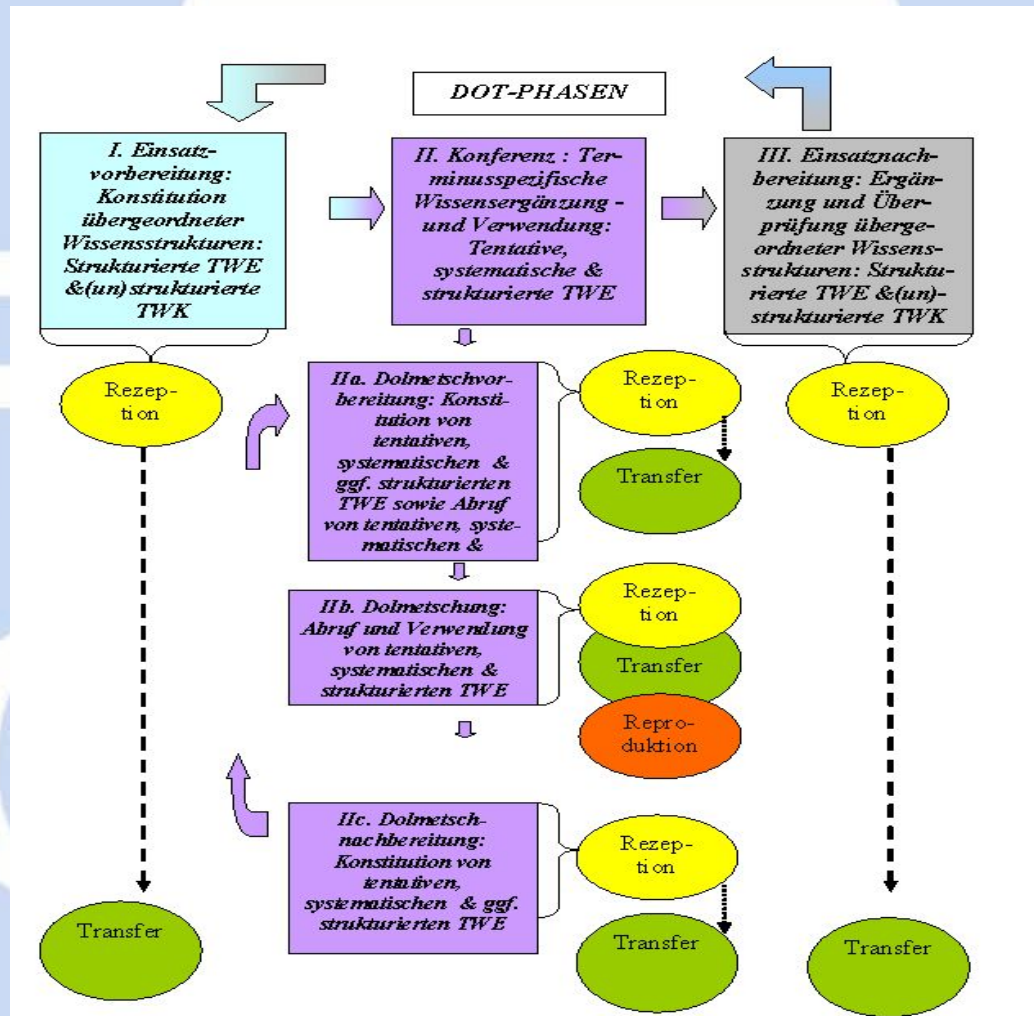 DOT-PHASEN
I. Einsatz-
vorbereitung:
Konstitution
übergeordneter
Wissensstrukturen:
Strukturierte TWE
&(un)strukturierte
TWK
II. Konferenz : Ter-
minusspezifische
Wissensergänzung -
und Verwendung:
Tentative,
systematische &
strukturierte TWE
III. Einsatznach-
bereitung: Ergän-
zung und Über-
prüfung überge-
ordneter Wissens-
strukturen: Struktu-
rierte TWE &(un)-
strukturierte TWK
Rezep-
tion
Transfer
IIa. Dolmetschvor-
bereitung: Konsti-
tution von
tentativen,
systematischen &
ggf. strukturierten
TWE sowie Abruf
von tentativen, syste-
matischen &
Rezep-
tion
Transfer
IIb. Dolmetschung:
Abruf und Verwendung
von tentativen,
systematischen &
strukturierten TWE
Rezep-
tion
Transfer
Repro-
duktion
IIc. Dolmetsch-
nachbereitung:
Konstitution von
tentativen,
systematischen & ggf.
strukturierten TWE
Rezep-
tion
Transfer
Rezep-
tion
Transfer